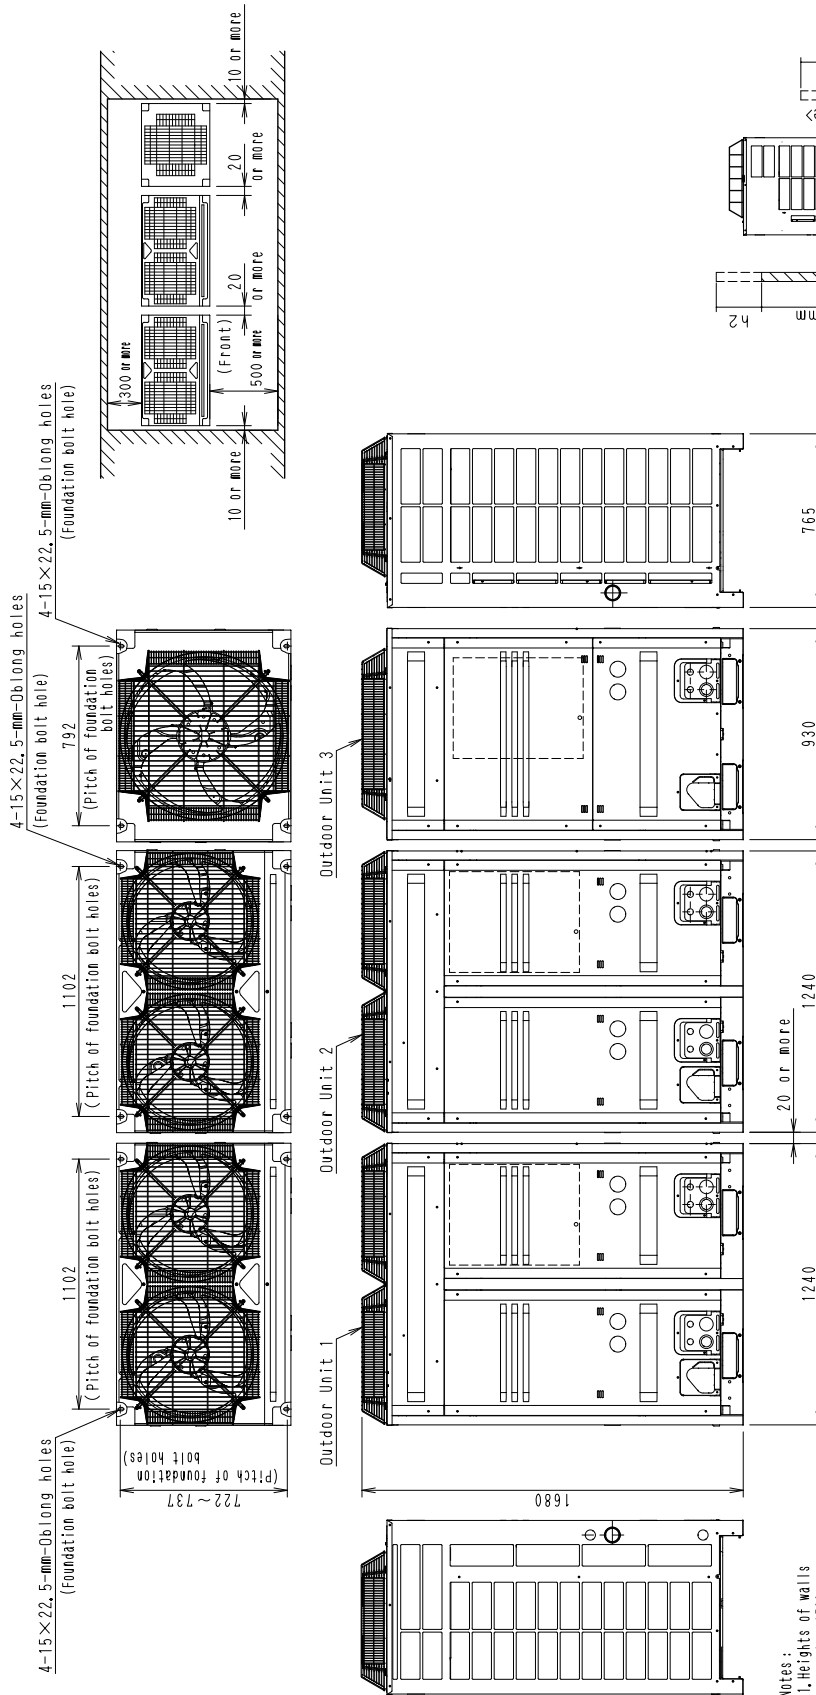 4-15×22.5-mm-Oblong holes
(Foundation bolt hole)
722~737
(Pitch of foundation
bolt holes)
1102
(Pitch of foundation bolt holes)
1102
(Pitch of foundation bolt holes)
4-15×22.5-mm-Oblong holes
(Foundation bolt hole)
792
(Pitch of foundation
bolt holes)
4-15×22.5-mm-Oblong holes
(Foundation bolt hole)
300 or more
(Front)
500 or more
10 or more
20
or more
20
or more
10 or more
Outdoor Unit 1
Outdoor Unit 2
Outdoor Unit 3
1680
1240
20 or more
1240
930
765
h2
mm
Notes:
1. Heights of walls